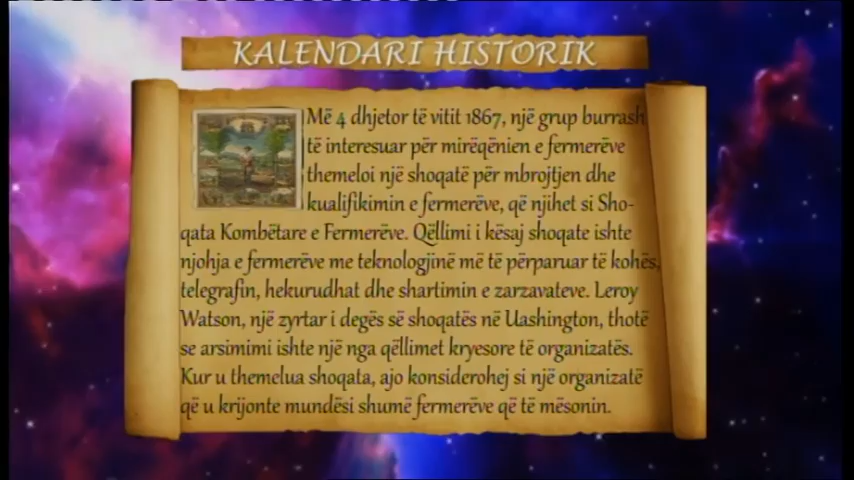 KALENDARI HISTORIK
Më 4 dhjetor të vitit 1867, një grup burrash
të interesuar për mirëqënien e fermerëve
themeloi një shoqatë për mbrojtjen dhe
kualifikimin e fermerëve, që njihet si Sho-
qata Kombëtare e Fermerëve. Qëllimi i kësaj shoqate ishte
njohja e fermerëve me teknologjinë më të përparuar të kohës,
telegrafin, hekurudhat dhe shartimin e zarzavateve. Leroy
Watson, një zyrtar i degës së shoqatës në Uashington, thotë
se arsimimi ishte një nga qëllimet kryesore të organizatës.
Kur u themelua shoqata, ajo konsiderohej si një organizatë
që u krijonte mundësi shumë fermerëve që të mësonin.